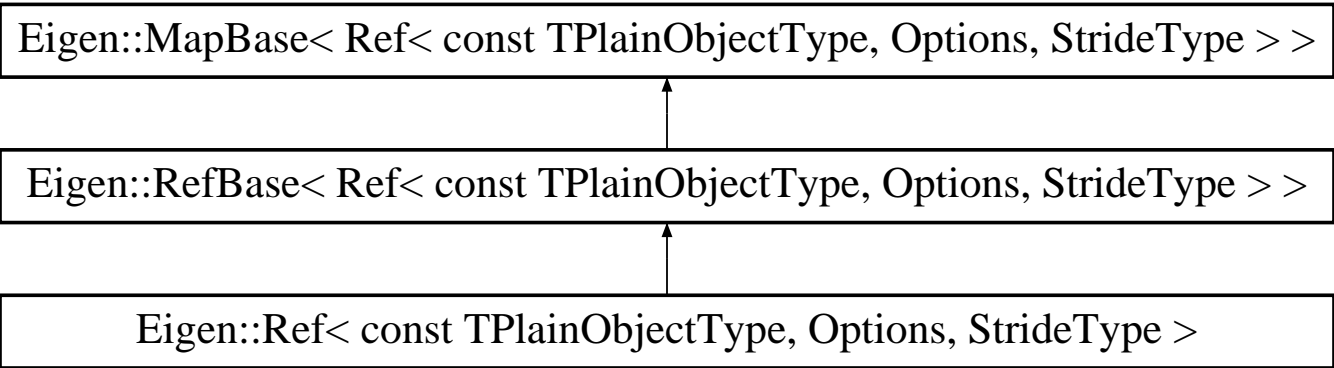 Eigen::MapBase< Ref< const TPlainObjectType, Options, StrideType > >
Eigen::RefBase< Ref< const TPlainObjectType, Options, StrideType > >
Eigen::Ref< const TPlainObjectType, Options, StrideType >